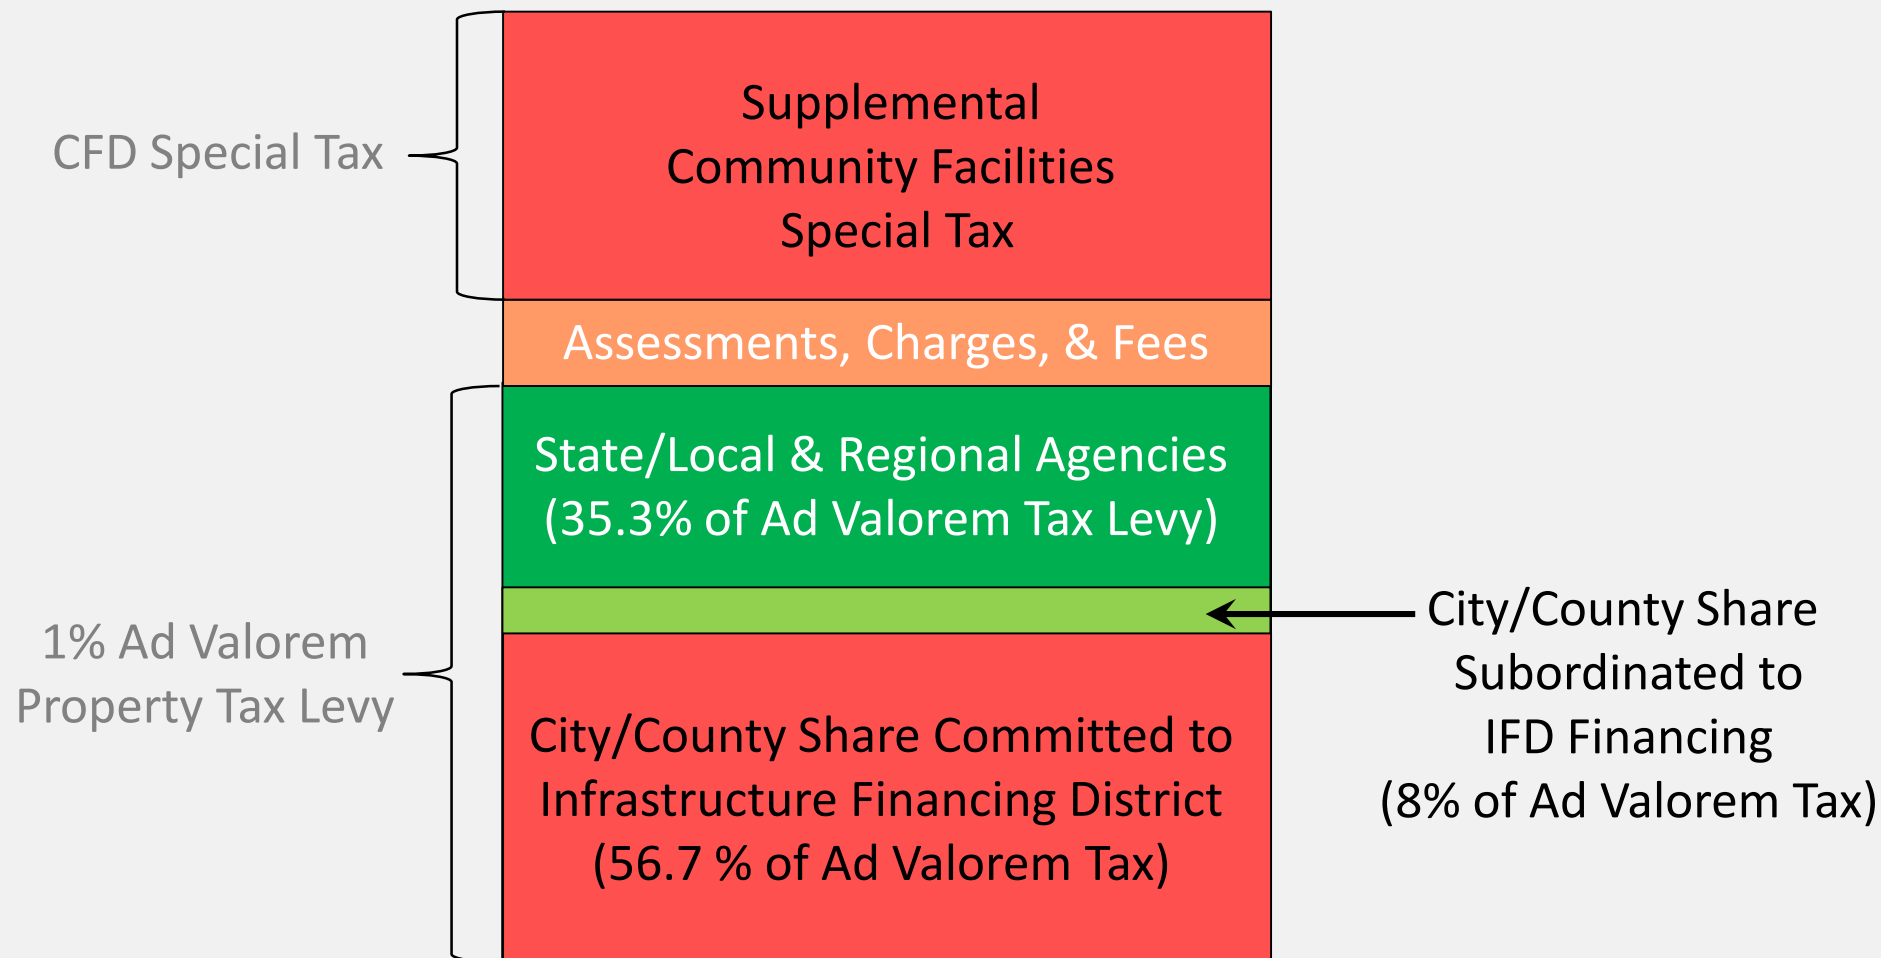 CFD Special Tax
Supplemental
Community Facilities
Special Tax
Assessments, Charges, & Fees
1% Ad Valorem
Property Tax Levy
State/Local & Regional Agencies
(35.3% of Ad Valorem Tax Levy)
City/County Share
Subordinated to
IFD Financing
(8% of Ad Valorem Tax)
City/County Share Committed to
Infrastructure Financing District
(56.7 % of Ad Valorem Tax)